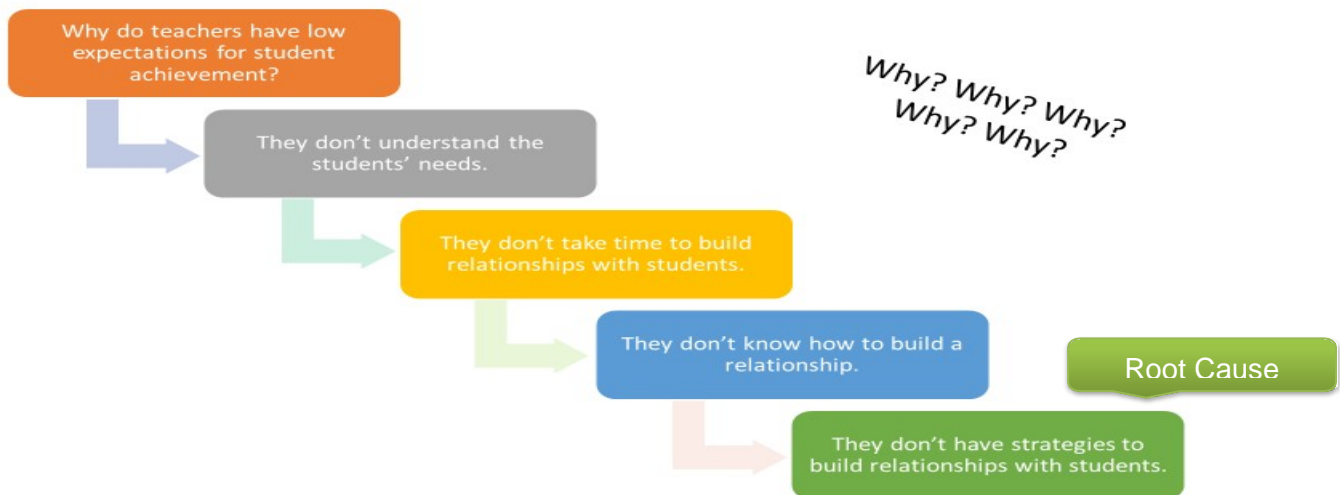 Why do teachers have low
expectations for student
achievement?
Why? Why? Why?
Why? Why?
They don’t understand the
students’ needs.
They don’t take time to build
relationships with students.
They don’t know how to build a
relationship.
Root Cause
They don’t have strategies to
build relationships with students.